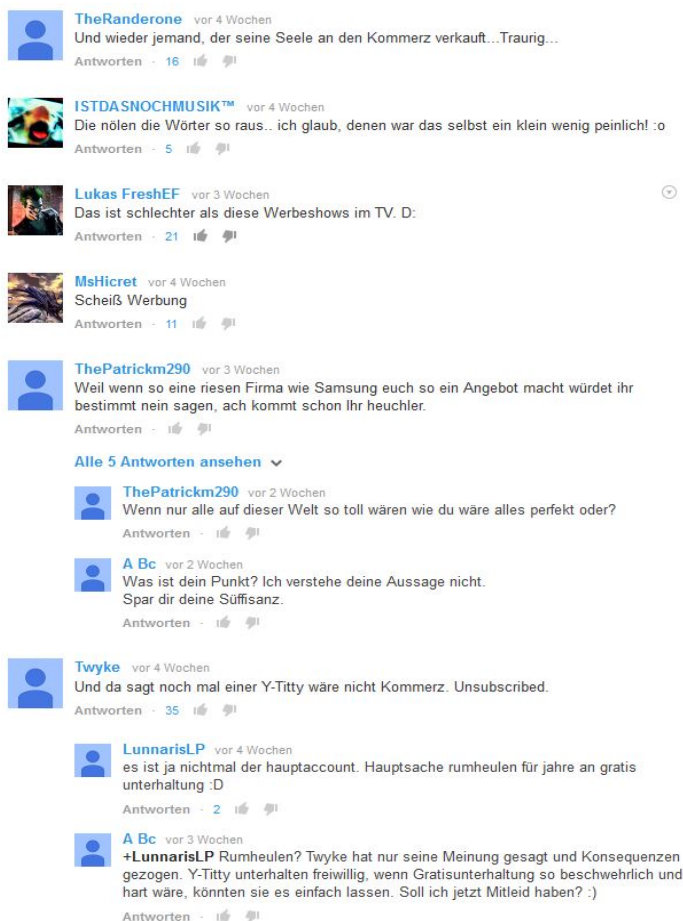 TheRanderone vor 4 Wochen
Und wieder jemand, der seine Seele an den Kommerz verkauft...Traurig...
Antworten · 16
ISTDASNOCHMUSIK™ vor 4 Wochen
Die nölen die Wörter so raus.. ich glaub, denen war das selbst ein klein wenig peinlich! :o
Antworten · 5
Lukas FreshEF vor 3 Wochen
Das ist schlechter als diese Werbeshows im TV. D:
Antworten · 21
MsHicret vor 4 Wochen
Scheiß Werbung
Antworten · 11
ThePatrickm290 vor 3 Wochen
Weil wenn so eine riesen Firma wie Samsung euch so ein Angebot macht würdet ihr
bestimmt nein sagen, ach kommt schon Ihr heuchler.
Antworten ·
Alle 5 Antworten ansehen
ThePatrickm290 vor 2 Wochen
Wenn nur alle auf dieser Welt so toll wären wie du wäre alles perfekt oder?
Antworten ·
A Bc vor 2 Wochen
Was ist dein Punkt? Ich verstehe deine Aussage nicht.
Spar dir deine Süffisanz.
Antworten ·
Twyke vor 4 Wochen
Und da sagt noch mal einer Y-Titty wäre nicht Kommerz. Unsubscribed.
Antworten · 35
LunnarisLP vor 4 Wochen
es ist ja nichtmal der hauptaccount. Hauptsache rumheulen für jahre an gratis
unterhaltung :D
Antworten · 2
A Bc vor 3 Wochen
+LunnarisLP Rumheulen? Twyke hat nur seine Meinung gesagt und Konsequenzen
gezogen. Y-Titty unterhalten freiwillig, wenn Gratisunterhaltung so beschwehrlich und
hart wäre, könnten sie es einfach lassen. Soll ich jetzt Mitleid haben? :)
Antworten ·